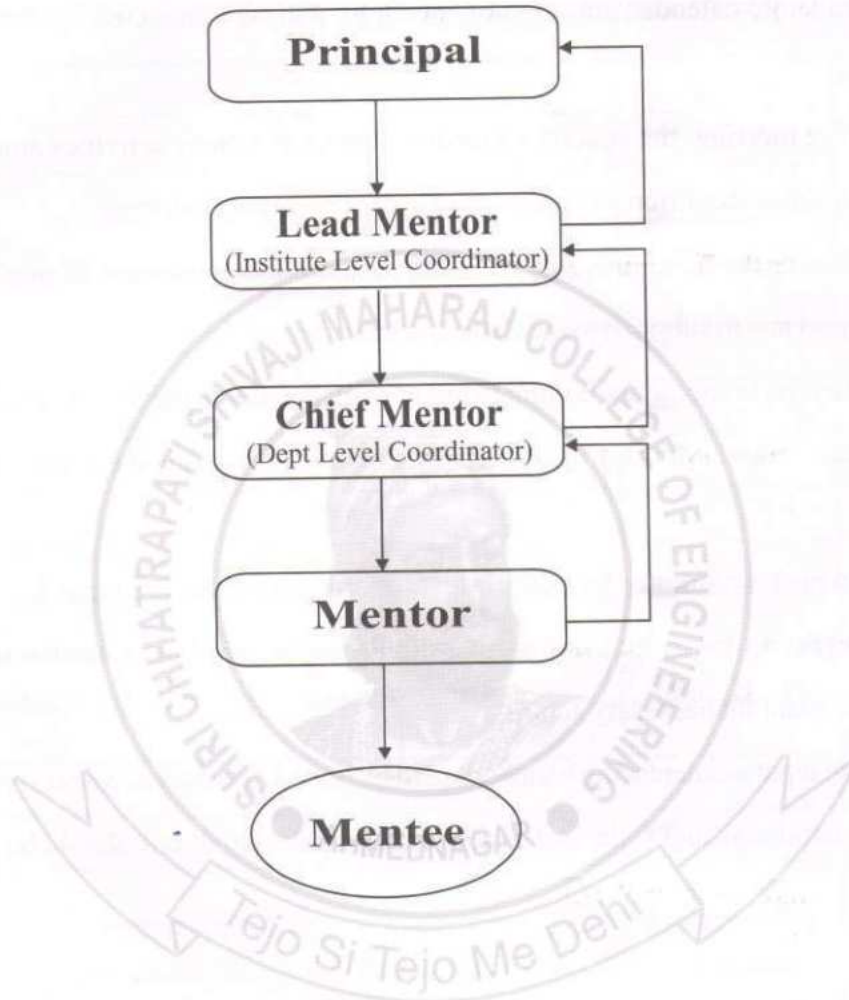 Principal
Lead Mentor
(Institute Level Coordinator)
Chief Mentor
(Dept Level Coordinator)
Mentor
Mentee
SHRI CHHATRAPATI SHIVAJI MAHARAJ COLLEGE OF ENGINEERING
AHMEDNAGAR
Tejo Si Tejo Me Dehi